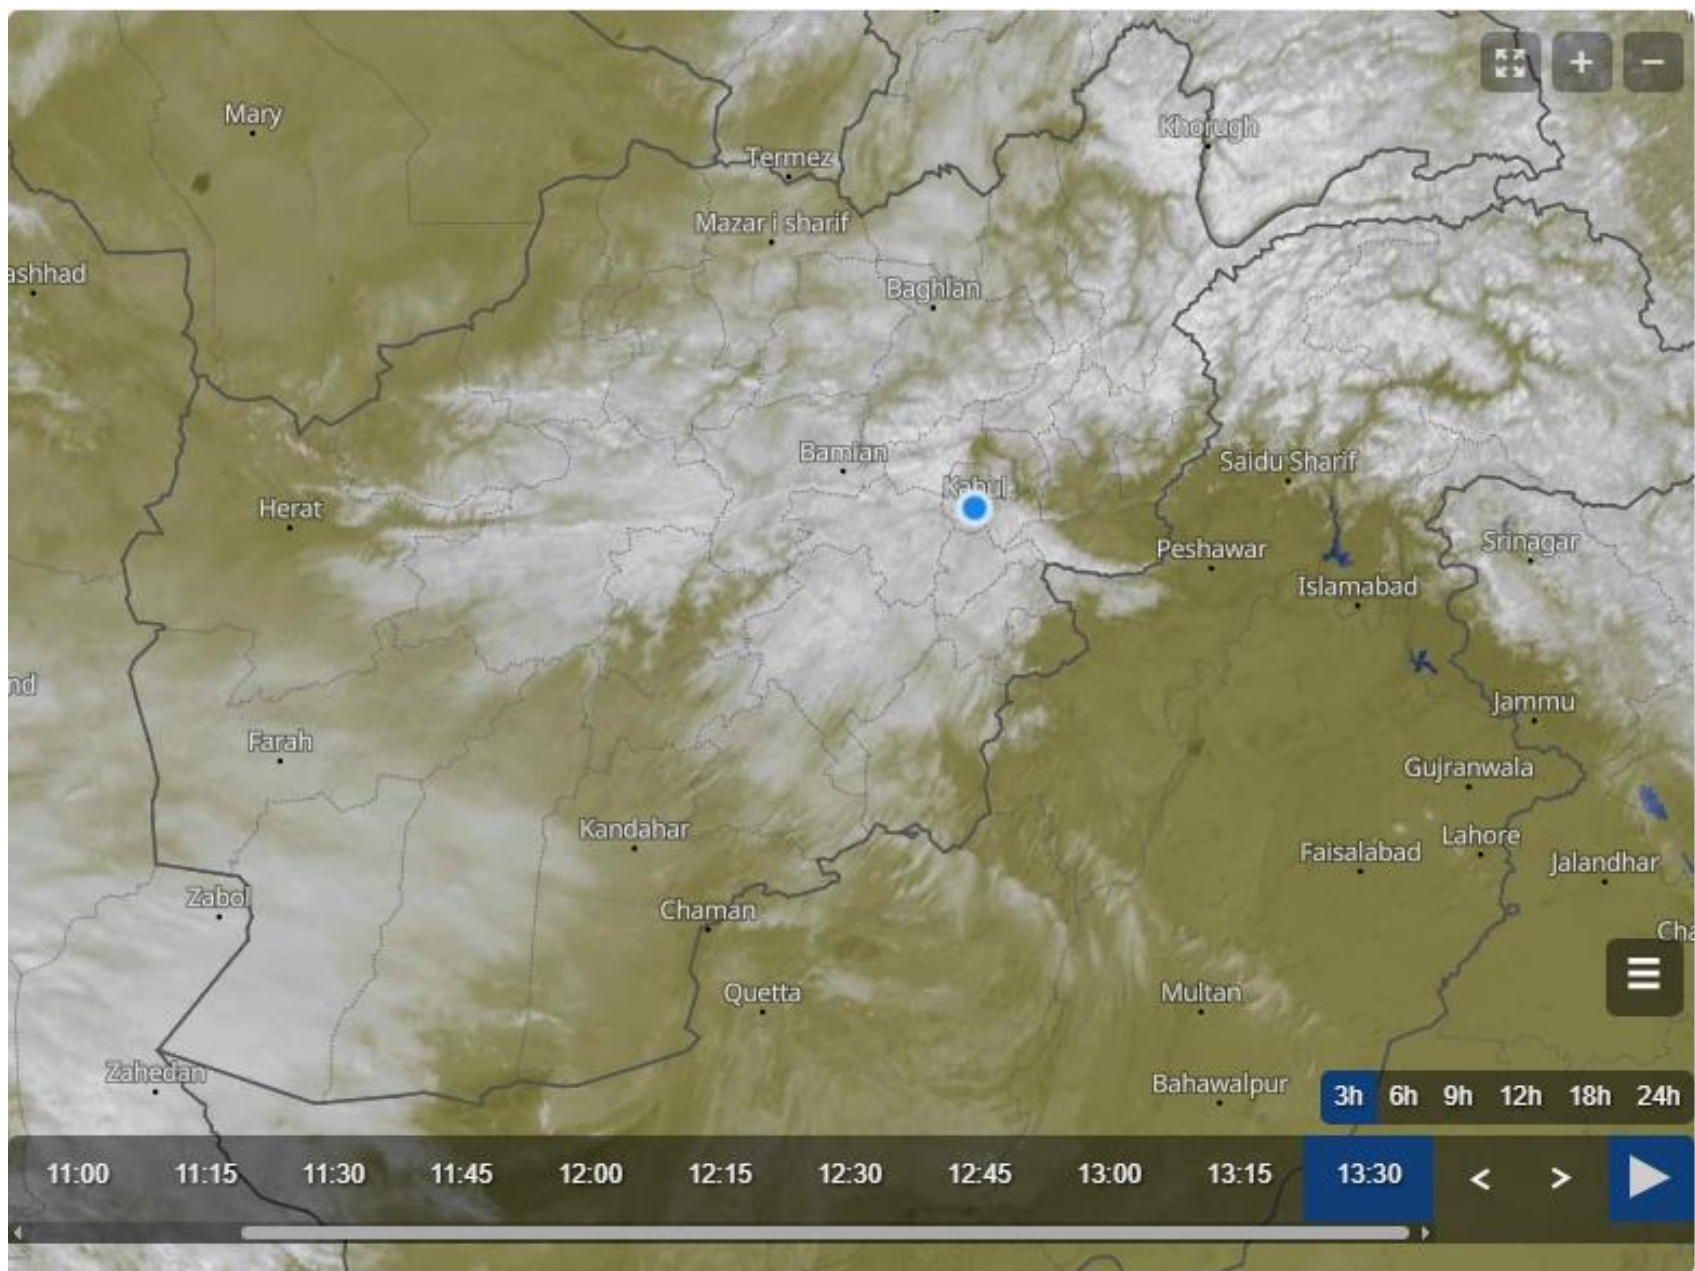 Mary
Khorugh
Termez
Mazar i sharif
ashhad
Baghlan
Bamian
Saidu Sharif
Kabul
Herat
Srinagar
Peshawar
Islamabad
nd
Jammu
Farah
Gujranwala
Kandahar
Lahore
Faisalabad
Jalandhar
Zabol
Chaman
Cha
Quetta
Multan
Zahedan
Bahawalpur
3h 6h 9h 12h 18h 24h
11:00 11:15 11:30 11:45 12:00 12:15 12:30 12:45 13:00 13:15 13:30 < >